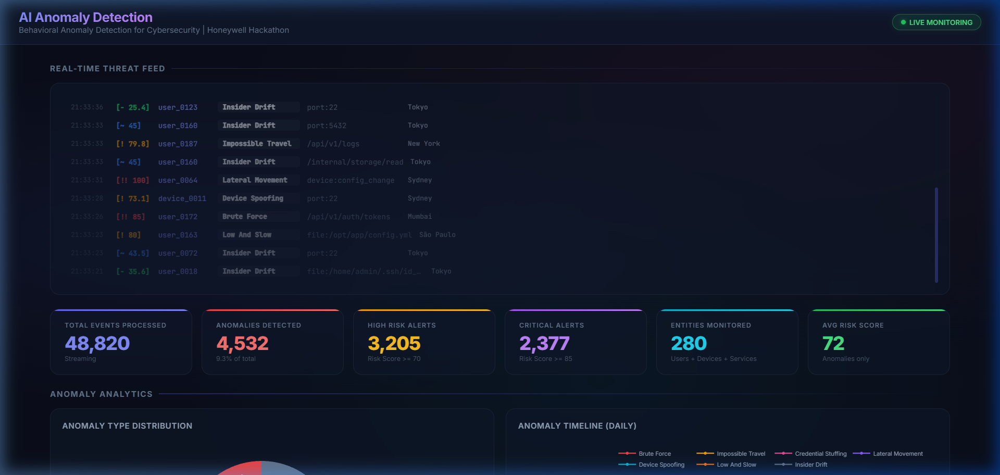 AI Anomaly Detection
Behavioral Anomaly Detection for Cybersecurity | Honeywell Hackathon
LIVE MONITORING
REAL-TIME THREAT FEED
21:33:36 [- 25.4] user_0123 Insider Drift port:22 Tokyo
21:33:33 [~ 45] user_0160 Insider Drift port:5432 Tokyo
21:33:33 [! 79.8] user_0187 Impossible Travel /api/v1/logs New York
21:33:33 [~ 45] user_0160 Insider Drift /internal/storage/read Tokyo
21:33:31 [!! 100] user_0064 Lateral Movement device:config_change Sydney
21:33:28 [! 73.1] device_0011 Device Spoofing port:22 Sydney
21:33:26 [!! 85] user_0172 Brute Force /api/v1/auth/tokens Mumbai
21:33:23 [! 80] user_0163 Low And Slow file:/opt/app/config.yml São Paulo
21:33:23 [~ 43.5] user_0072 Insider Drift port:22 Tokyo
21:33:21 [- 35.6] user_0018 Insider Drift file:/home/admin/.ssh/id_… Tokyo
TOTAL EVENTS PROCESSED
48,820
Streaming
ANOMALIES DETECTED
4,532
9.3% of total
HIGH RISK ALERTS
3,205
Risk Score >= 70
CRITICAL ALERTS
2,377
Risk Score >= 85
ENTITIES MONITORED
280
Users + Devices + Services
AVG RISK SCORE
72
Anomalies only
ANOMALY ANALYTICS
ANOMALY TYPE DISTRIBUTION
ANOMALY TIMELINE (DAILY)
Brute Force Impossible Travel Credential Stuffing Lateral Movement
Device Spoofing Low And Slow Insider Drift